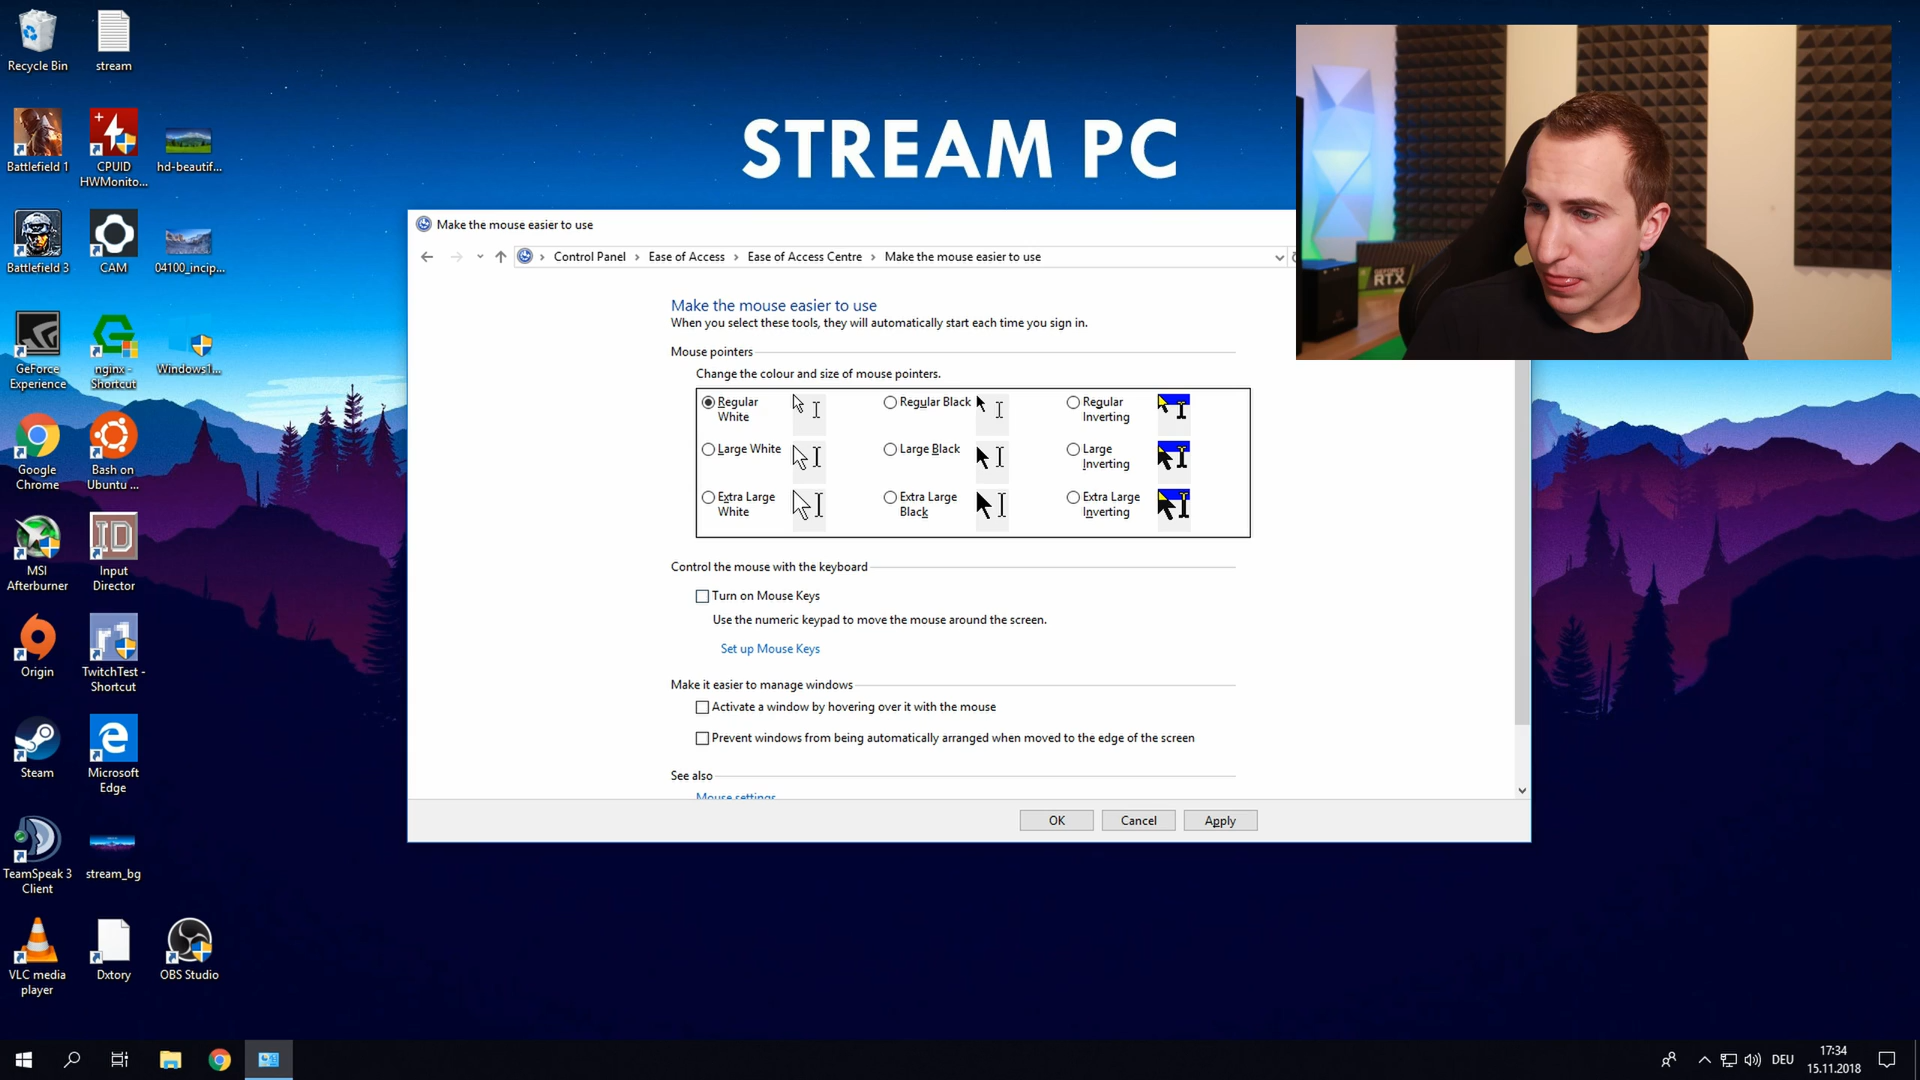 Recycle Bin
stream
Battlefield 1
CPUID
HWMonito...
hd-beautif...
Battlefield 3
CAM
04100_incip...
GeForce
Experience
nginx -
Shortcut
Windows1...
Google
Chrome
Bash on
Ubuntu ...
MSI
Afterburner
ID
Input
Director
Origin
TwitchTest -
Shortcut
Steam
Microsoft
Edge
TeamSpeak 3
Client
stream_bg
VLC media
player
Dxtory
OBS Studio
STREAM PC
GEFORCE
RTX
Make the mouse easier to use
Control Panel > Ease of Access > Ease of Access Centre > Make the mouse easier to use
Make the mouse easier to use
When you select these tools, they will automatically start each time you sign in.
Mouse pointers
Change the colour and size of mouse pointers.
Regular
White
Regular Black
Regular
Inverting
Large White
Large Black
Large
Inverting
Extra Large
White
Extra Large
Black
Extra Large
Inverting
Control the mouse with the keyboard
Turn on Mouse Keys
Use the numeric keypad to move the mouse around the screen.
Set up Mouse Keys
Make it easier to manage windows
Activate a window by hovering over it with the mouse
Prevent windows from being automatically arranged when moved to the edge of the screen
See also
Mouse settings
OK
Cancel
Apply
DEU
17:34
15.11.2018